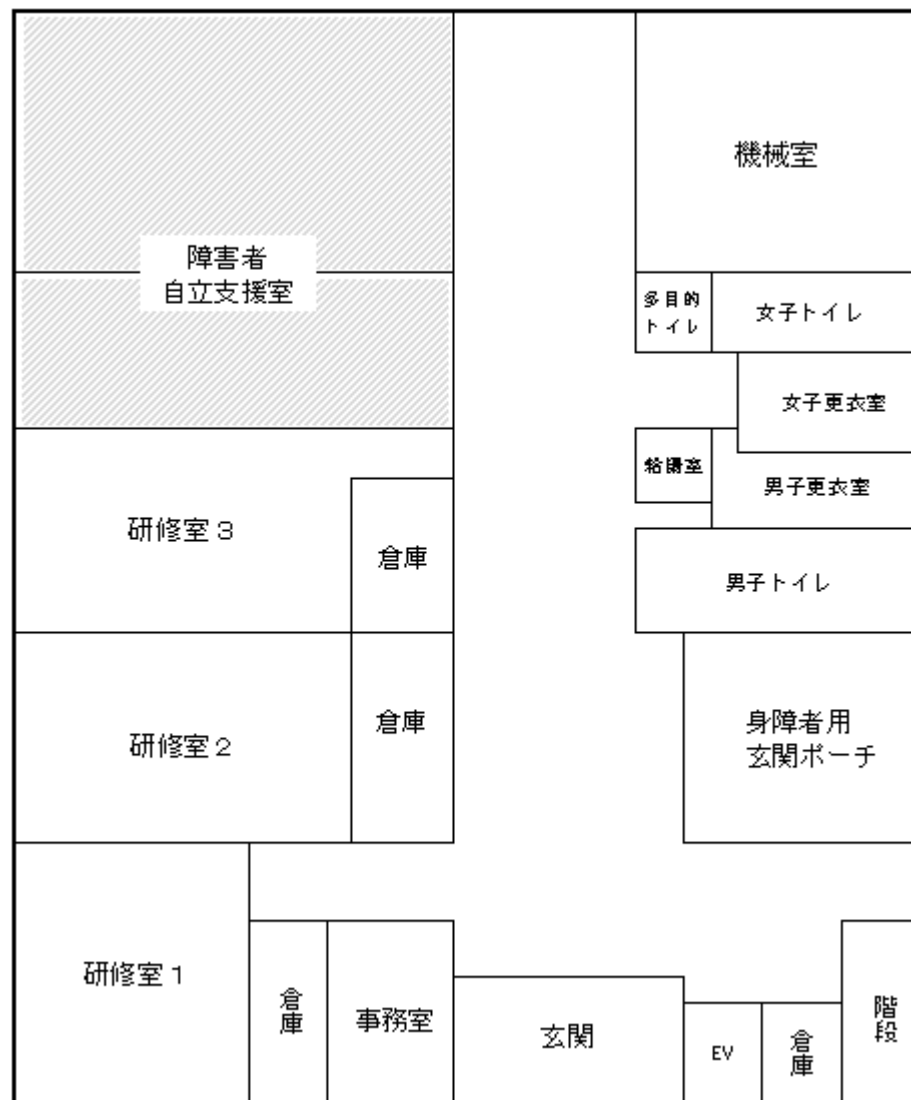 機械室
障害者
自立支援室
多目的
トイレ
女子トイレ
女子更衣室
給湯室
男子更衣室
研修室３
倉庫
男子トイレ
研修室２
倉庫
身障者用
玄関ポーチ
研修室１
倉庫
事務室
玄関
EV
倉庫
階段